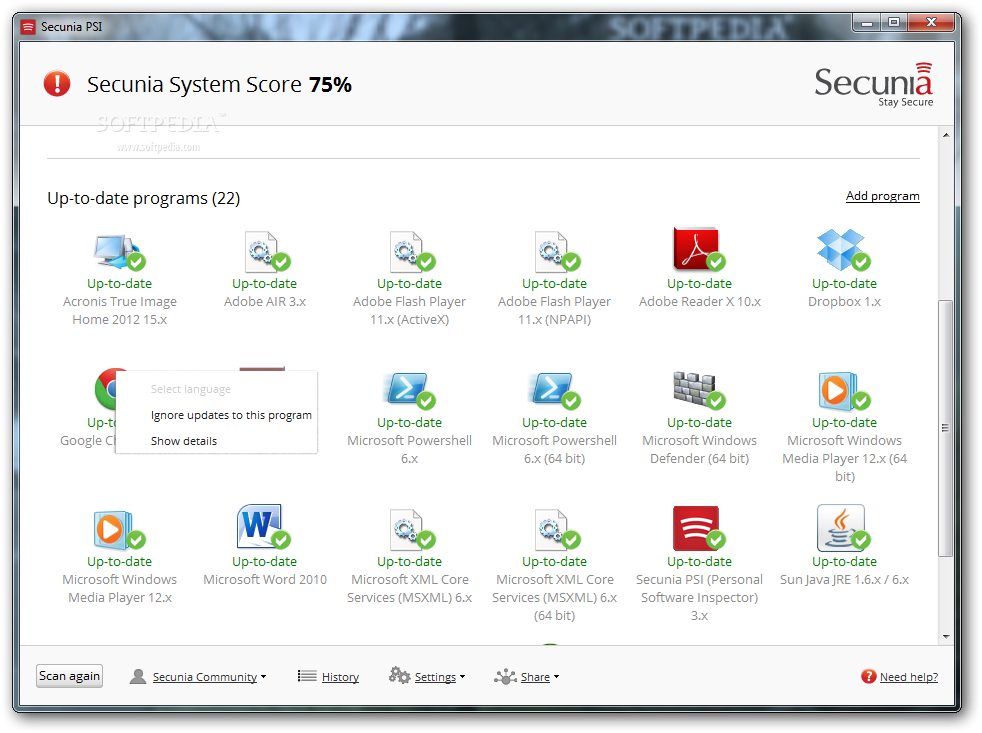 Secunia PSI
SOFTPEDIA
Secunia System Score 75%
Secunia
Stay Secure
SOFTPEDIA
www.softpedia.com
Up-to-date programs (22)
Add program
Up-to-date Up-to-date Up-to-date Up-to-date Up-to-date Up-to-date
Acronis True Image Adobe AIR 3.x Adobe Flash Player Adobe Flash Player Adobe Reader X 10.x Dropbox 1.x
Home 2012 15.x 11.x (ActiveX) 11.x (NPAPI)
Select language
Ignore updates to this program
Show details
Up-to-date Up-to-date Up-to-date Up-to-date
Google Microsoft Powershell Microsoft Powershell Microsoft Windows Microsoft Windows
6.x 6.x (64 bit) Defender (64 bit) Media Player 12.x (64
bit)
Up-to-date Up-to-date Up-to-date Up-to-date Up-to-date Up-to-date
Microsoft Windows Microsoft Word 2010 Microsoft XML Core Microsoft XML Core Secunia PSI (Personal Sun Java JRE 1.6.x / 6.x
Media Player 12.x Services (MSXML) 6.x Services (MSXML) 6.x Software Inspector)
(64 bit) 3.x
Scan again Secunia Community History Settings Share Need help?